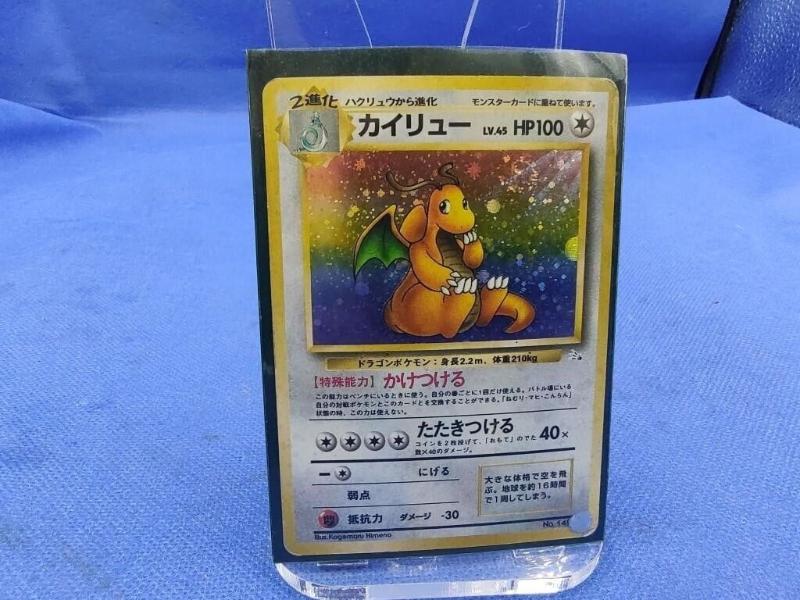 2進化 ハクリュウから進化 モンスターカードに重ねて使います。
カイリュー LV.45 HP100
ドラゴンポケモン：身長2.2m、体重210kg
【特殊能力】かけつける
この能力はベンチにいるときに使う。自分の番ごとに1回だけ使える。バトル場にいる
自分の対戦ポケモンとこのカードとを交換することができる。「ねむり・マヒ・こんらん」
状態の時、この力は使えない。
たたきつける 40×
コインを2枚投げて、「おもて」のでた
数×40のダメージ。
ー にげる
弱点
闘 抵抗力 ダメージ -30
大きな体格で空を飛
ぶ。地球を約16時間
で1周してしまう。
Illus.Kagemaru Himeno
No.